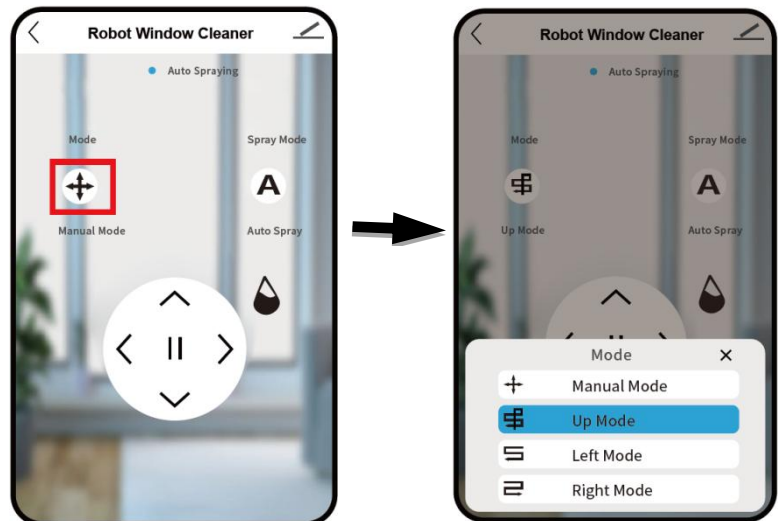 Robot Window Cleaner
Auto Spraying
Mode
Spray Mode
A
Manual Mode
Auto Spray
Robot Window Cleaner
Auto Spraying
Mode
Spray Mode
A
Up Mode
Auto Spray
Mode
Manual Mode
Up Mode
Left Mode
Right Mode